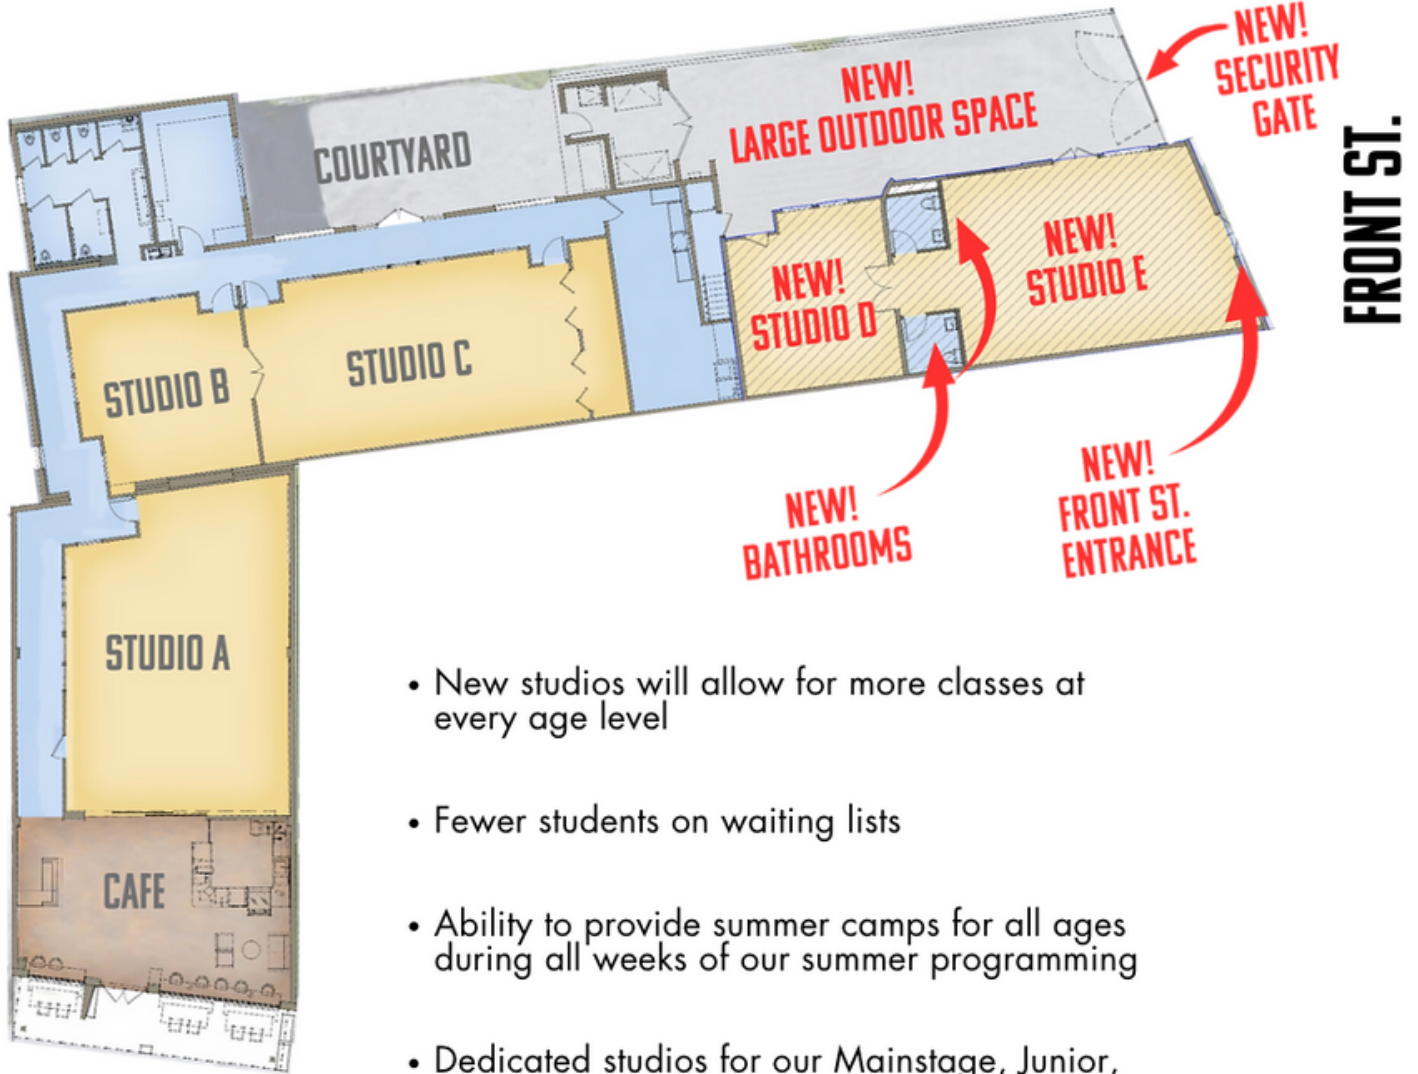 NEW!
SECURITY
GATE
NEW!
LARGE OUTDOOR SPACE
FRONT ST.
COURTYARD
NEW!
STUDIO D
NEW!
STUDIO E
STUDIO B
STUDIO C
NEW!
BATHROOMS
NEW!
FRONT ST.
ENTRANCE
STUDIO A
CAFE
• New studios will allow for more classes at
every age level
• Fewer students on waiting lists
• Ability to provide summer camps for all ages
during all weeks of our summer programming
• Dedicated studios for our Mainstage, Junior,